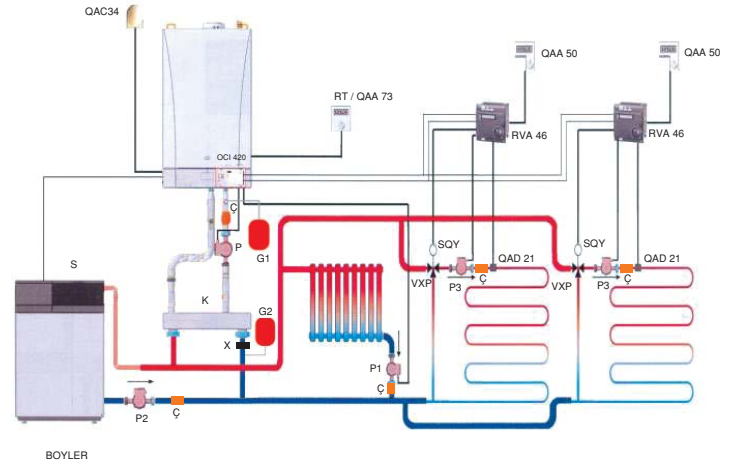 QAC34
QAA 50
QAA 50
RT / QAA 73
RVA 46
RVA 46
OCI 420
Ç
P
G1
SQY
SQY
S
QAD 21
QAD 21
VXP
P3
Ç
VXP
P3
Ç
K
G2
X
P1
Ç
P2
Ç
BOYLER